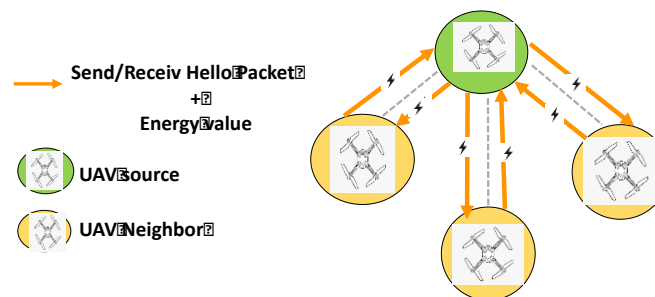 Send/Receiv Hello Packet
+
Energy value
UAV source
UAV Neighbor